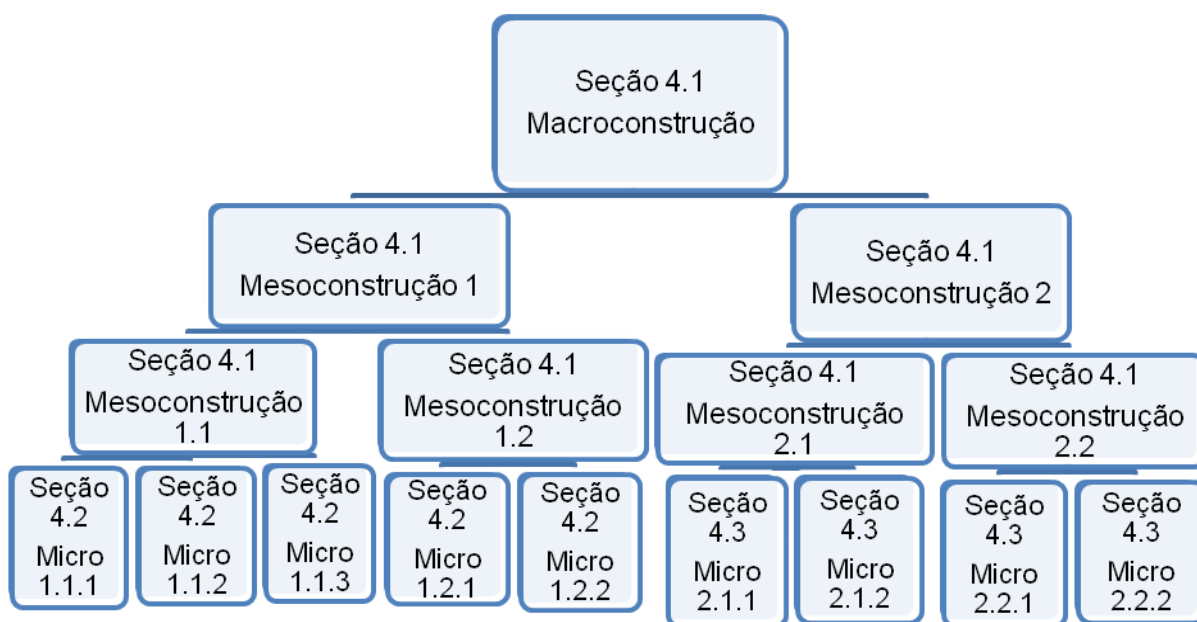 Seção 4.1
Macroconstrução
Seção 4.1
Mesoconstrução 1
Seção 4.1
Mesoconstrução 2
Seção 4.1
Mesoconstrução
1.1
Seção 4.1
Mesoconstrução
1.2
Seção 4.1
Mesoconstrução
2.1
Seção 4.1
Mesoconstrução
2.2
Seção
4.2
Micro
1.1.1
Seção
4.2
Micro
1.1.2
Seção
4.2
Micro
1.1.3
Seção
4.2
Micro
1.2.1
Seção
4.2
Micro
1.2.2
Seção
4.3
Micro
2.1.1
Seção
4.3
Micro
2.1.2
Seção
4.3
Micro
2.2.1
Seção
4.3
Micro
2.2.2